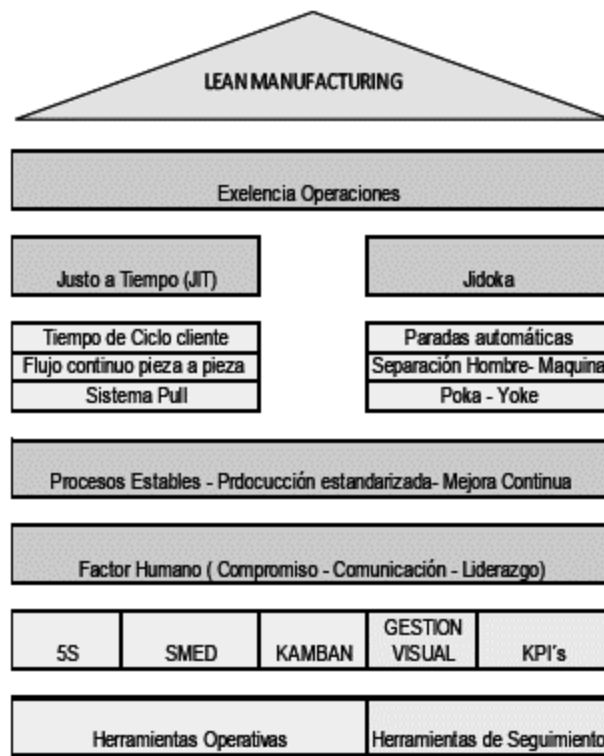 LEAN MANUFACTURING
Exelencia Operaciones
Justo a Tiempo (JIT)
Jidoka
Tiempo de Ciclo cliente
Paradas automáticas
Flujo continuo pieza a pieza
Separación Hombre- Maquina
Sistema Pull
Poka - Yoke
Procesos Estables - Prdocucción estandarizada- Mejora Continua
Factor Humano ( Compromiso - Comunicación - Liderazgo)
5S
SMED
KAMBAN
GESTION
VISUAL
KPI´s
Herramientas Operativas
Herramientas de Seguimiento